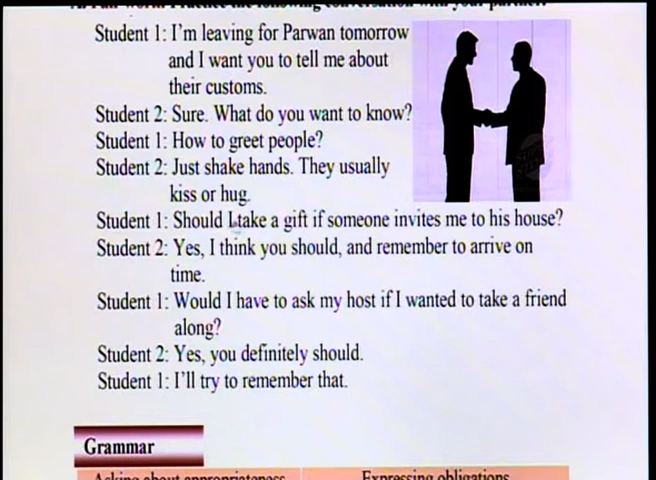 Student 1: I'm leaving for Parwan tomorrow
and I want you to tell me about
their customs.
Student 2: Sure. What do you want to know?
Student 1: How to greet people?
Student 2: Just shake hands. They usually
kiss or hug.
Student 1: Should I take a gift if someone invites me to his house?
Student 2: Yes, I think you should, and remember to arrive on
time.
Student 1: Would I have to ask my host if I wanted to take a friend
along?
Student 2: Yes, you definitely should.
Student 1: I'll try to remember that.
Grammar
Asking about appropriateness
Expressing obligations